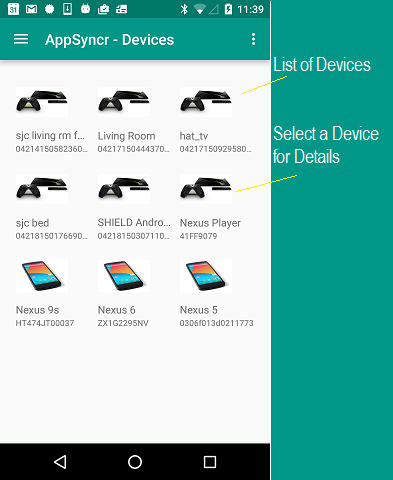 31
11:39
AppSyncr - Devices
List of Devices
sjc living rm f...
04214150582360...
Living Room
04217150444370...
hat_tv
04217150929580...
Select a Device
for Details
sjc bed
04218150176690...
SHIELD Andro...
04218150307110...
Nexus Player
41FF9079
Nexus 9s
HT474JT00037
Nexus 6
ZX1G2295NV
Nexus 5
0306f013d0211773